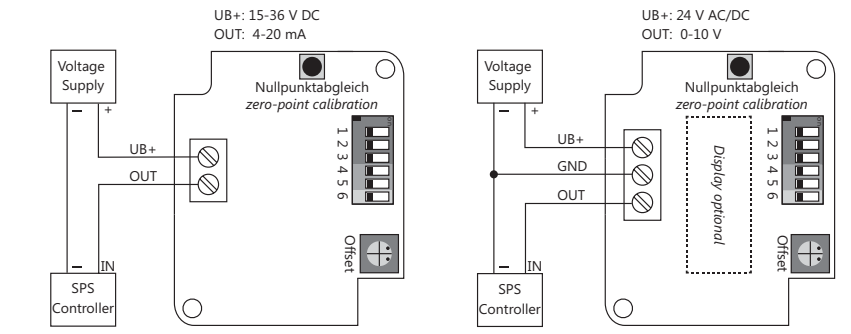 UB+: 15-36 V DC
OUT: 4-20 mA
Voltage
Supply
– +
Nullpunktabgleich
zero-point calibration
UB+
OUT
1 2 3 4 5 6
Offset
– IN
SPS
Controller
UB+: 24 V AC/DC
OUT: 0-10 V
Voltage
Supply
– +
Nullpunktabgleich
zero-point calibration
UB+
GND
OUT
Display optional
1 2 3 4 5 6
Offset
– IN
SPS
Controller